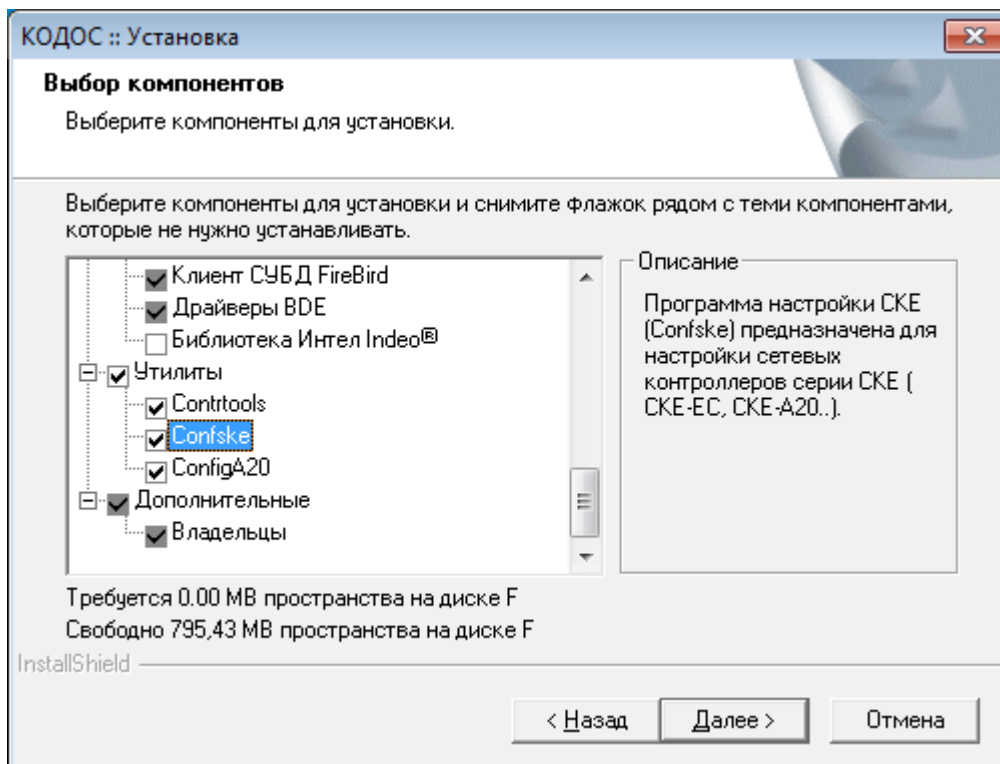 КОДОС :: Установка
Выбор компонентов
Выберите компоненты для установки.
Выберите компоненты для установки и снимите флажок рядом с теми компонентами,
которые не нужно устанавливать.
Клиент СУБД FireBird
Драйверы BDE
Библиотека Интел Indeo®
Утилиты
Contrtools
Confske
ConfigA20
Дополнительные
Владельцы
Описание
Программа настройки СКЕ
(Confske) предназначена для
настройки сетевых
контроллеров серии СКЕ (
СКЕ-ЕС, СКЕ-А20..).
Требуется 0.00 MB пространства на диске F
Свободно 795,43 MB пространства на диске F
InstallShield
< Назад
Далее >
Отмена